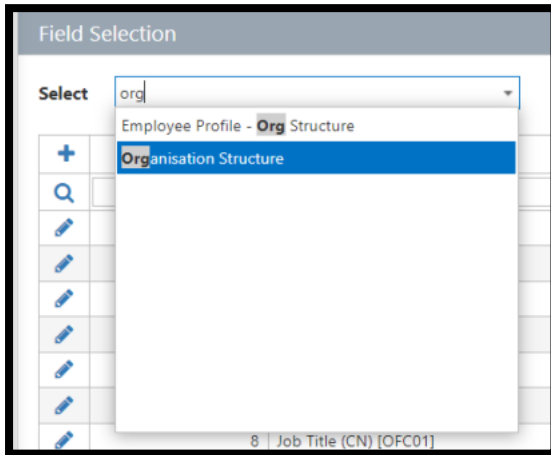 Field Selection
Select org
Employee Profile - Org Structure
Organisation Structure
8 Job Title (CN) [OFC01]